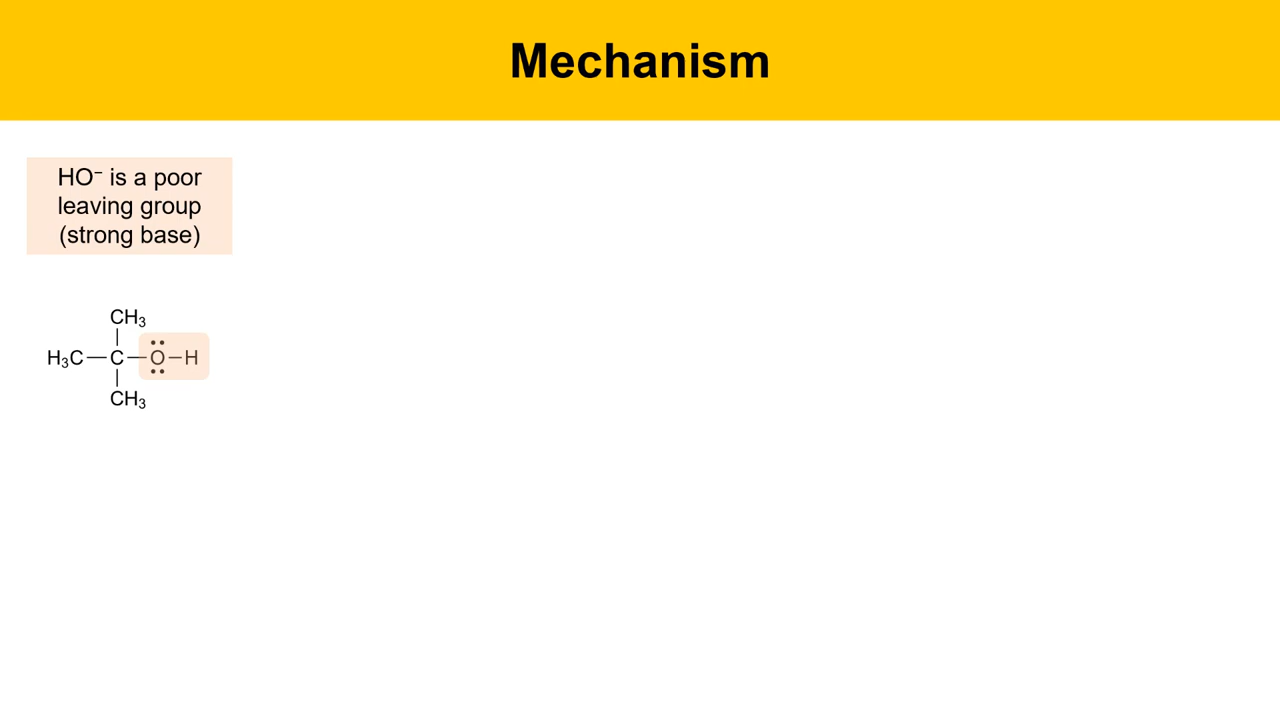 Mechanism
HO⁻ is a poor
leaving group
(strong base)
CH₃
H₃C—C—O—H
CH₃